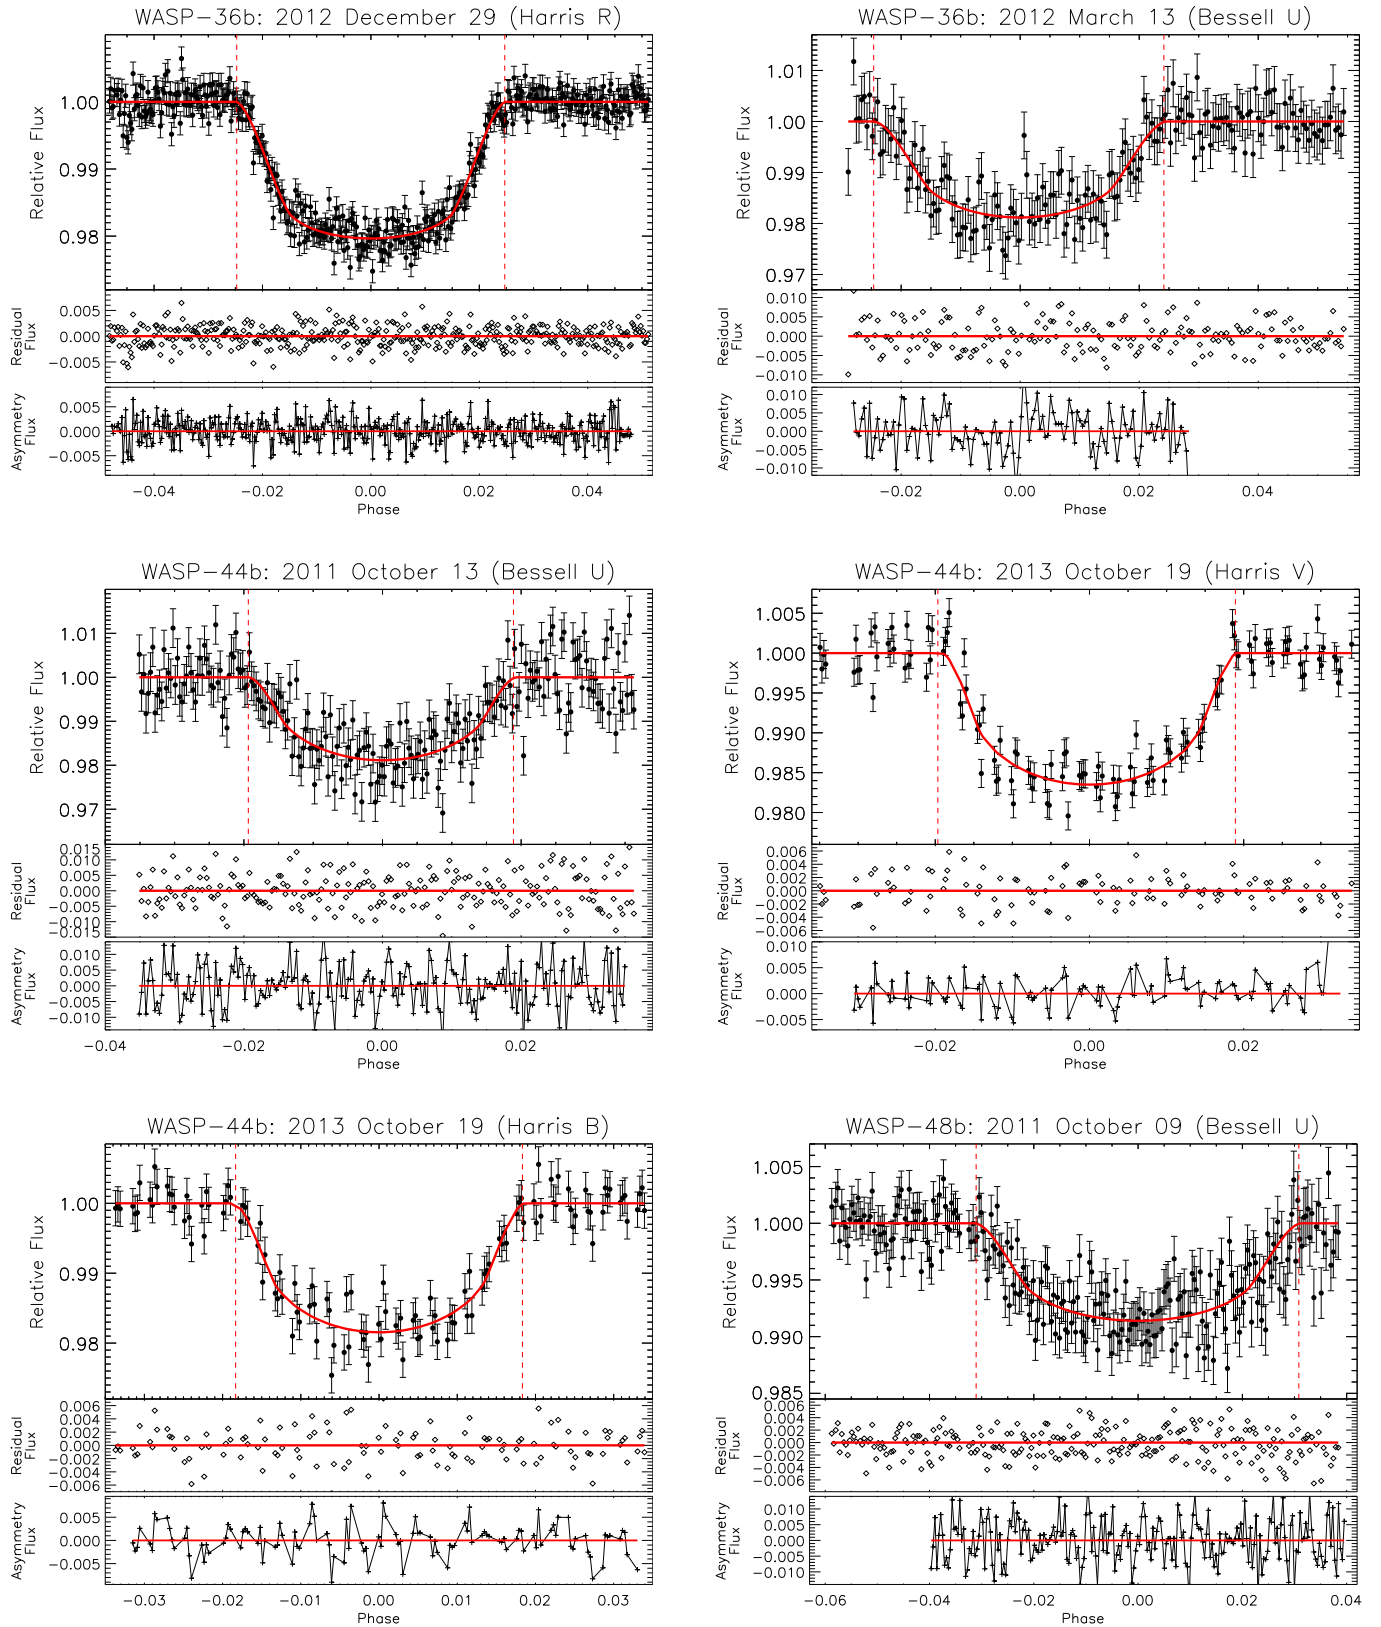 WASP-36b: 2012 December 29 (Harris R)
1.00
0.99
0.98
Relative Flux
0.005
0.000
-0.005
Residual
Flux
0.005
0.000
-0.005
Asymmetry
Flux
-0.04 -0.02 0.00 0.02 0.04
Phase
WASP-36b: 2012 March 13 (Bessell U)
1.01
1.00
0.99
0.98
0.97
Relative Flux
0.010
0.005
0.000
-0.005
-0.010
Residual
Flux
0.010
0.005
0.000
-0.005
-0.010
Asymmetry
Flux
-0.02 0.00 0.02 0.04
Phase
WASP-44b: 2011 October 13 (Bessell U)
1.01
1.00
0.99
0.98
0.97
Relative Flux
0.015
0.010
0.005
0.000
-0.005
-0.010
-0.015
Residual
Flux
0.010
0.005
0.000
-0.005
-0.010
Asymmetry
Flux
-0.04 -0.02 0.00 0.02
Phase
WASP-44b: 2013 October 19 (Harris V)
1.005
1.000
0.995
0.990
0.985
0.980
Relative Flux
0.006
0.004
0.002
0.000
-0.002
-0.004
-0.006
Residual
Flux
0.010
0.005
0.000
-0.005
Asymmetry
Flux
-0.02 0.00 0.02
Phase
WASP-44b: 2013 October 19 (Harris B)
1.00
0.99
0.98
Relative Flux
0.006
0.004
0.002
0.000
-0.002
-0.004
-0.006
Residual
Flux
0.005
0.000
-0.005
Asymmetry
Flux
-0.03 -0.02 -0.01 0.00 0.01 0.02 0.03
Phase
WASP-48b: 2011 October 09 (Bessell U)
1.005
1.000
0.995
0.990
0.985
Relative Flux
0.006
0.004
0.002
0.000
-0.002
-0.004
-0.006
Residual
Flux
0.010
0.005
0.000
-0.005
-0.010
Asymmetry
Flux
-0.06 -0.04 -0.02 0.00 0.02 0.04
Phase